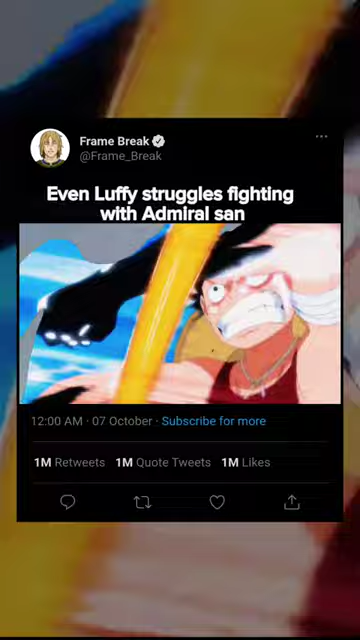 Frame Break
@Frame_Break
Even Luffy struggles fighting
with Admiral san
12:00 AM · 07 October · Subscribe for more
1M Retweets 1M Quote Tweets 1M Likes